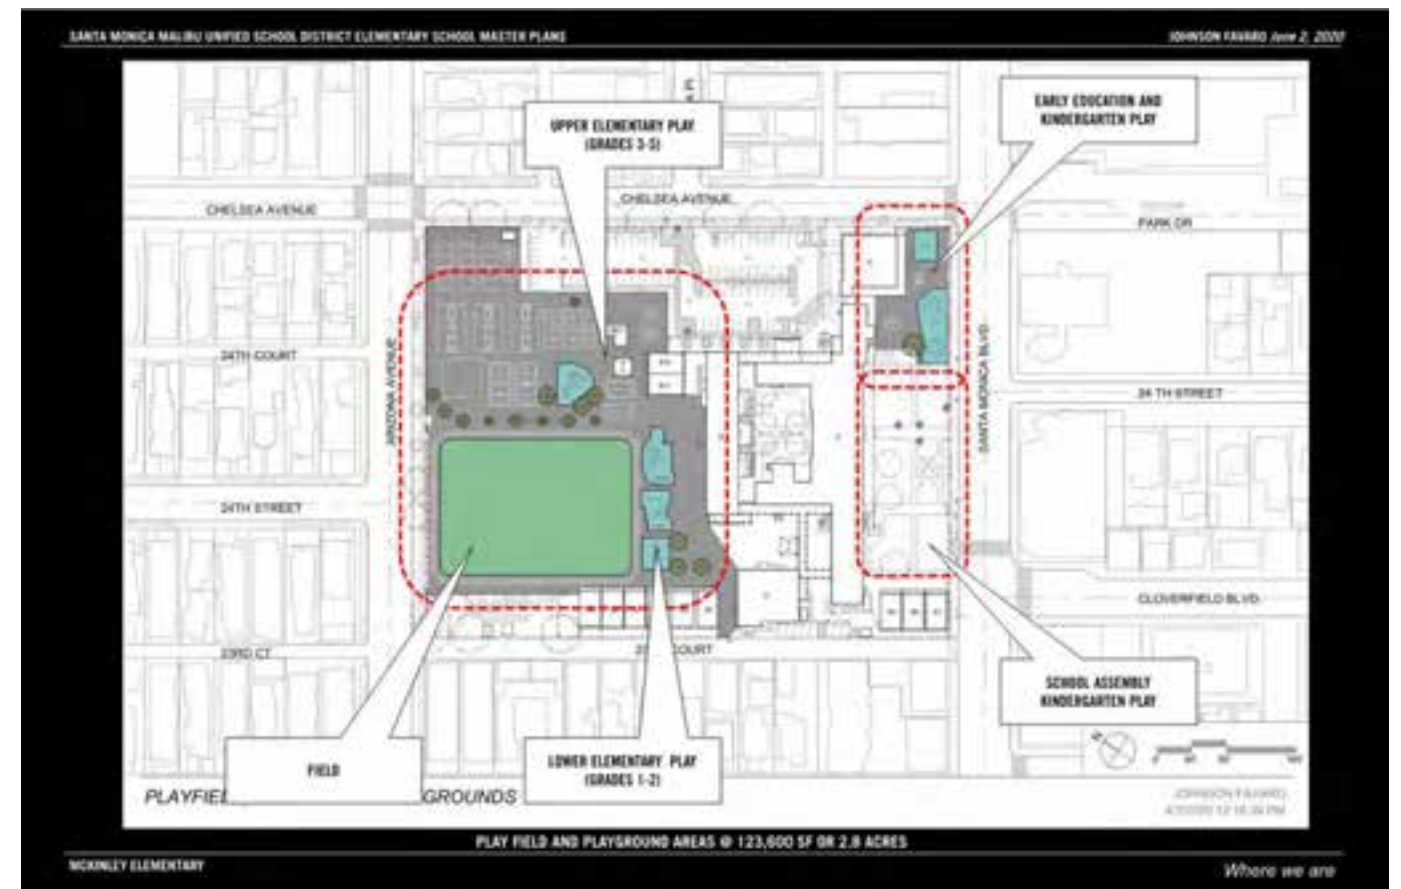 SANTA MONICA MALIBU UNIFIED SCHOOL DISTRICT ELEMENTARY SCHOOL MASTER PLANS
JOHNSON FAVARO June 2, 2020
EARLY EDUCATION AND
KINDERGARTEN PLAY
UPPER ELEMENTARY PLAY
(GRADES 3-5)
CHELSEA AVENUE
CHELSEA AVENUE
PARK DR
24TH COURT
ARIZONA AVENUE
SANTA MONICA BLVD
24 TH STREET
24TH STREET
CLOVERFIELD BLVD.
23RD CT
COURT
SCHOOL ASSEMBLY
KINDERGARTEN PLAY
FIELD
LOWER ELEMENTARY PLAY
(GRADES 1-2)
GROUNDS
JOHNSON FAVARO
PLAY FIELD AND PLAYGROUND AREAS @ 123,600 SF OR 2.8 ACRES
MCKINLEY ELEMENTARY
Where we are